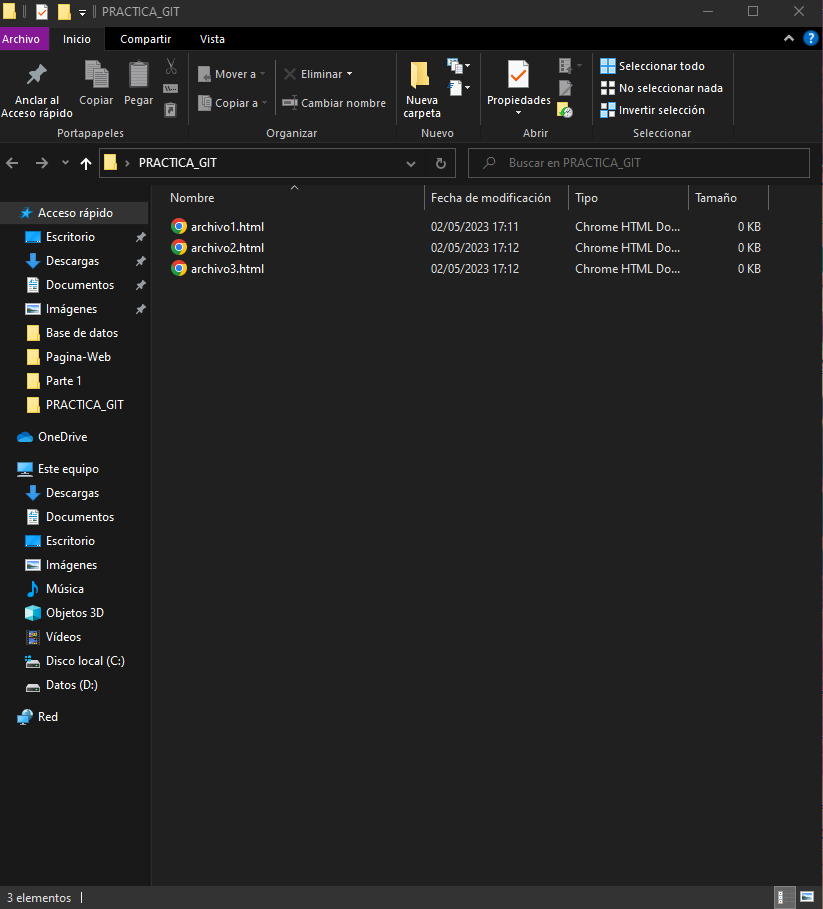 PRACTICA_GIT
Archivo Inicio Compartir Vista
Anclar al Acceso rápido
Copiar
Pegar
Portapapeles
Mover a
Copiar a
Eliminar
Cambiar nombre
Organizar
Nueva carpeta
Nuevo
Propiedades
Abrir
Seleccionar todo
No seleccionar nada
Invertir selección
Seleccionar
PRACTICA_GIT
Buscar en PRACTICA_GIT
Nombre Fecha de modificación Tipo Tamaño
archivo1.html 02/05/2023 17:11 Chrome HTML Do... 0 KB
archivo2.html 02/05/2023 17:12 Chrome HTML Do... 0 KB
archivo3.html 02/05/2023 17:12 Chrome HTML Do... 0 KB
Acceso rápido
Escritorio
Descargas
Documentos
Imágenes
Base de datos
Pagina-Web
Parte 1
PRACTICA_GIT
OneDrive
Este equipo
Descargas
Documentos
Escritorio
Imágenes
Música
Objetos 3D
Vídeos
Disco local (C:)
Datos (D:)
Red
3 elementos